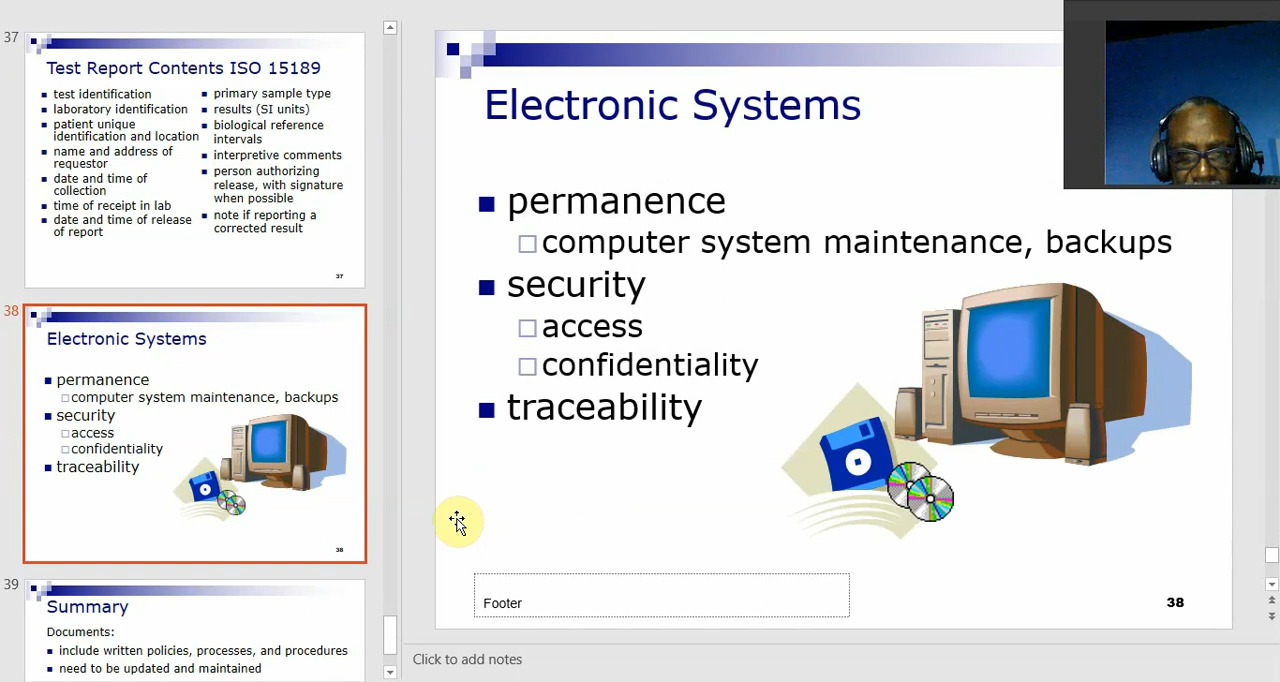 37
Test Report Contents ISO 15189
test identification
laboratory identification
patient unique
identification and location
name and address of
requestor
date and time of
collection
time of receipt in lab
date and time of release
of report
primary sample type
results (SI units)
biological reference
intervals
interpretive comments
person authorizing
release, with signature
when possible
note if reporting a
corrected result
37
38
Electronic Systems
permanence
computer system maintenance, backups
security
access
confidentiality
traceability
38
39
Summary
Documents:
include written policies, processes, and procedures
need to be updated and maintained
Electronic Systems
permanence
computer system maintenance, backups
security
access
confidentiality
traceability
Footer
38
Click to add notes